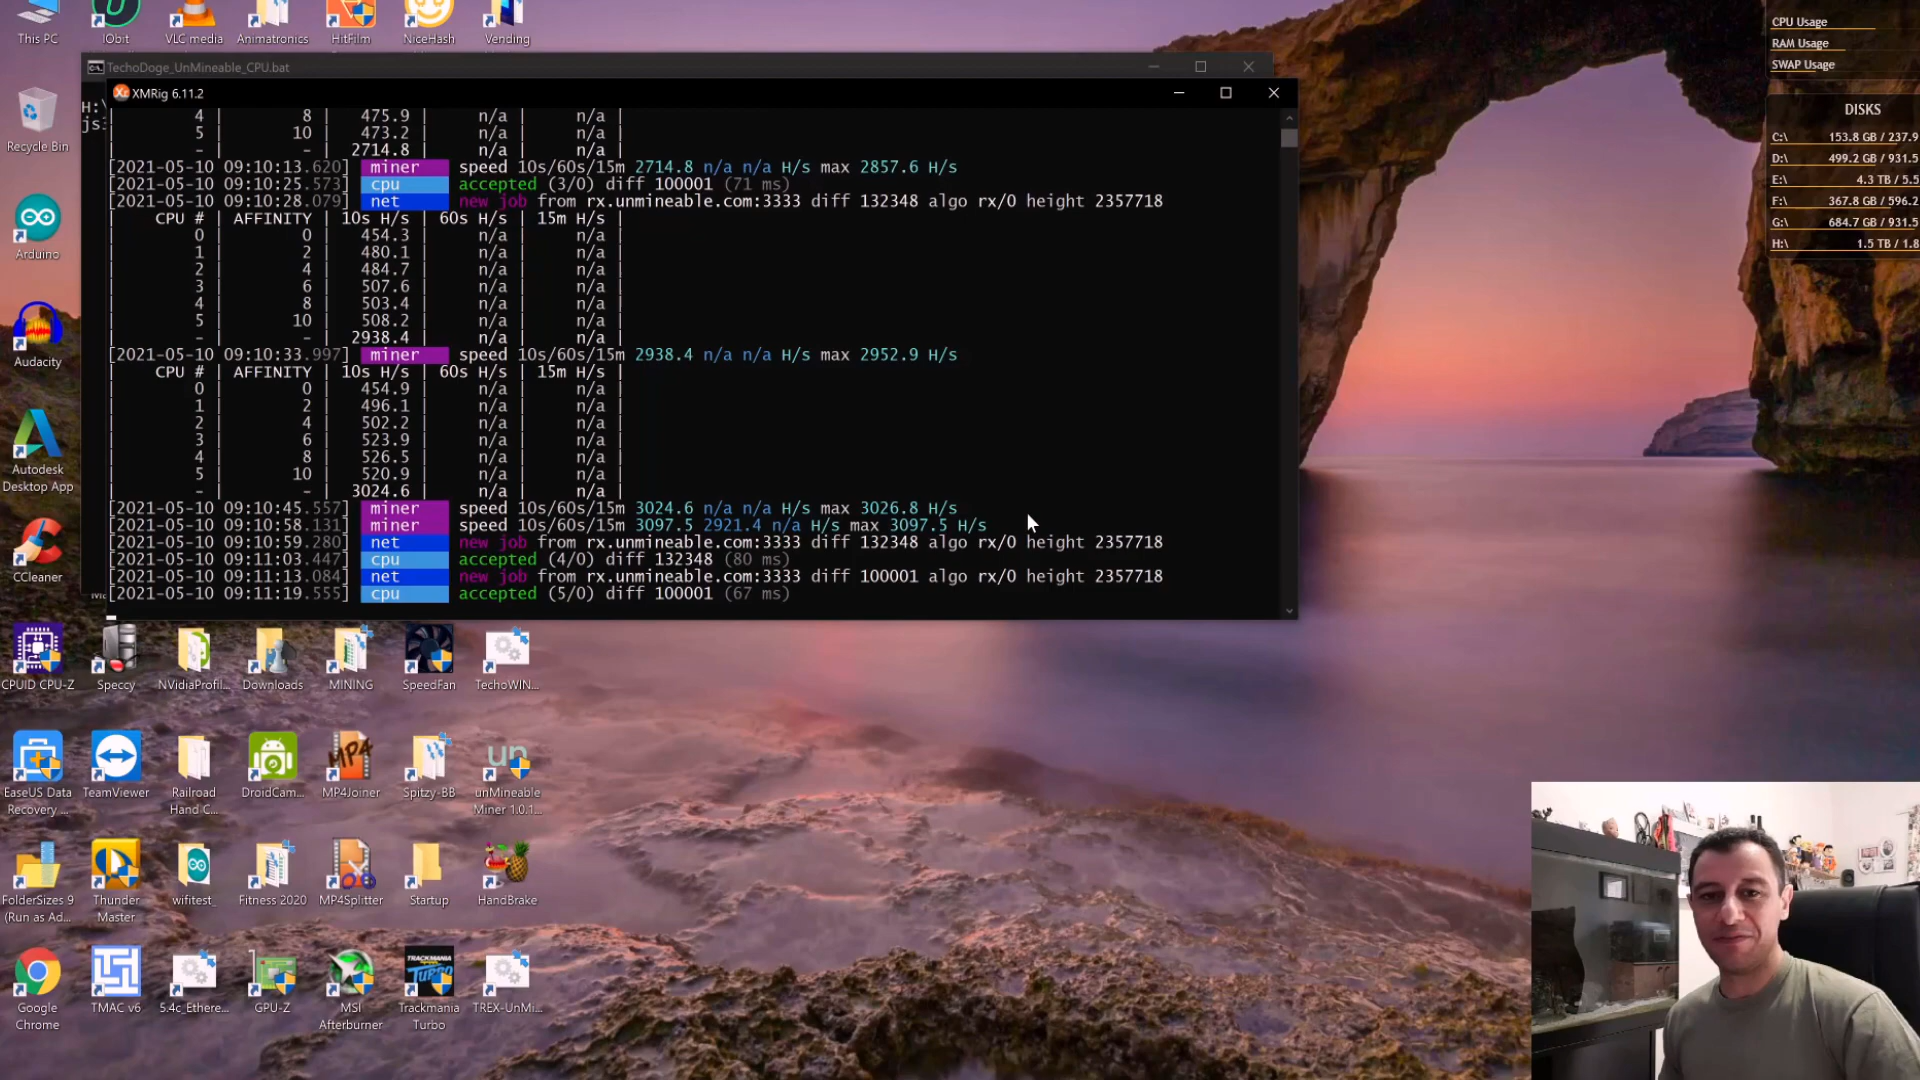 This PC
IObit
VLC media
Animatronics
HitFilm
NiceHash
Vending
CPU Usage
RAM Usage
SWAP Usage
DISKS
C:\ 153.8 GB / 237.9
D:\ 499.2 GB / 931.5
E:\ 4.3 TB / 5.5
F:\ 367.8 GB / 596.2
G:\ 684.7 GB / 931.5
H:\ 1.5 TB / 1.8
TechoDoge_UnMineable_CPU.bat
H:\
XMRig 6.11.2
| 4 | 8 | 475.9 | n/a | n/a |
| 5 | 10 | 473.2 | n/a | n/a |
| - | - | 2714.8 | n/a | n/a |
[2021-05-10 09:10:13.620] miner speed 10s/60s/15m 2714.8 n/a n/a H/s max 2857.6 H/s
[2021-05-10 09:10:25.573] cpu accepted (3/0) diff 100001 (71 ms)
[2021-05-10 09:10:28.079] net new job from rx.unmineable.com:3333 diff 132348 algo rx/0 height 2357718
| CPU # | AFFINITY | 10s H/s | 60s H/s | 15m H/s |
| 0 | 0 | 454.3 | n/a | n/a |
| 1 | 2 | 480.1 | n/a | n/a |
| 2 | 4 | 484.7 | n/a | n/a |
| 3 | 6 | 507.6 | n/a | n/a |
| 4 | 8 | 503.4 | n/a | n/a |
| 5 | 10 | 508.2 | n/a | n/a |
| - | - | 2938.4 | n/a | n/a |
[2021-05-10 09:10:33.997] miner speed 10s/60s/15m 2938.4 n/a n/a H/s max 2952.9 H/s
| CPU # | AFFINITY | 10s H/s | 60s H/s | 15m H/s |
| 0 | 0 | 454.9 | n/a | n/a |
| 1 | 2 | 496.1 | n/a | n/a |
| 2 | 4 | 502.2 | n/a | n/a |
| 3 | 6 | 523.9 | n/a | n/a |
| 4 | 8 | 526.5 | n/a | n/a |
| 5 | 10 | 520.9 | n/a | n/a |
| - | - | 3024.6 | n/a | n/a |
[2021-05-10 09:10:45.557] miner speed 10s/60s/15m 3024.6 n/a n/a H/s max 3026.8 H/s
[2021-05-10 09:10:58.131] miner speed 10s/60s/15m 3097.5 2921.4 n/a H/s max 3097.5 H/s
[2021-05-10 09:10:59.280] net new job from rx.unmineable.com:3333 diff 132348 algo rx/0 height 2357718
[2021-05-10 09:11:03.447] cpu accepted (4/0) diff 132348 (80 ms)
[2021-05-10 09:11:13.084] net new job from rx.unmineable.com:3333 diff 100001 algo rx/0 height 2357718
[2021-05-10 09:11:19.555] cpu accepted (5/0) diff 100001 (67 ms)
Recycle Bin
Arduino
Audacity
Autodesk
Desktop App
CCleaner
CPUID CPU-Z
Speccy
NVidiaProfil...
Downloads
MINING
SpeedFan
TechoWIN...
EaseUS Data
Recovery ...
TeamViewer
Railroad
Hand C...
DroidCam...
MP4
MP4Joiner
Spitzy-BB
un
unMineable
Miner 1.0.1...
FolderSizes 9
(Run as Ad...
Thunder
Master
wifitest_
Fitness 2020
MP4Splitter
Startup
HandBrake
Google
Chrome
TMAC v6
5.4c_Ethere...
GPU-Z
MSI
Afterburner
TRACKMANIA
TURBO
Trackmania
Turbo
TREX-UnMi...